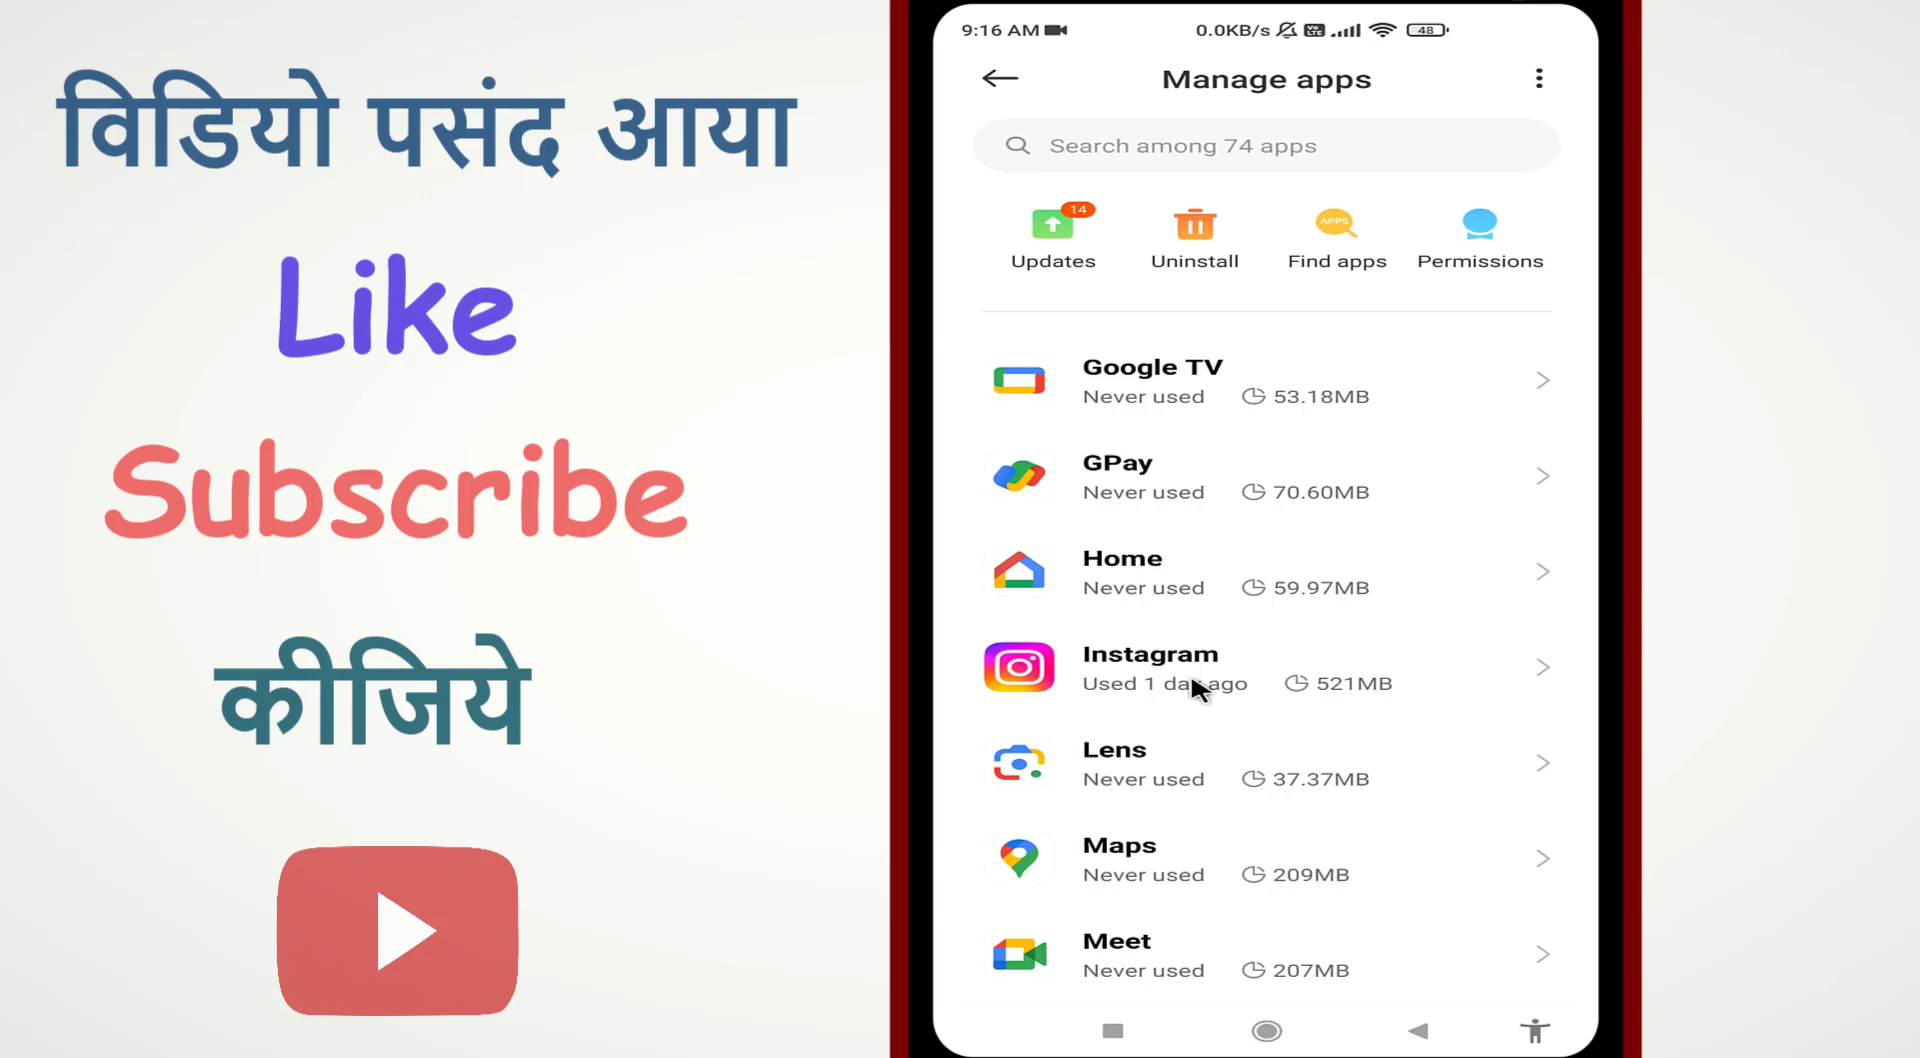 विडियो पसंद आया
Like
Subscribe
कीजिये
9:16 AM 0.0KB/s Vo LTE 48
Manage apps
Search among 74 apps
14
APPS
Updates Uninstall Find apps Permissions
Google TV
Never used 53.18MB
GPay
Never used 70.60MB
Home
Never used 59.97MB
Instagram
Used 1 day ago 521MB
Lens
Never used 37.37MB
Maps
Never used 209MB
Meet
Never used 207MB